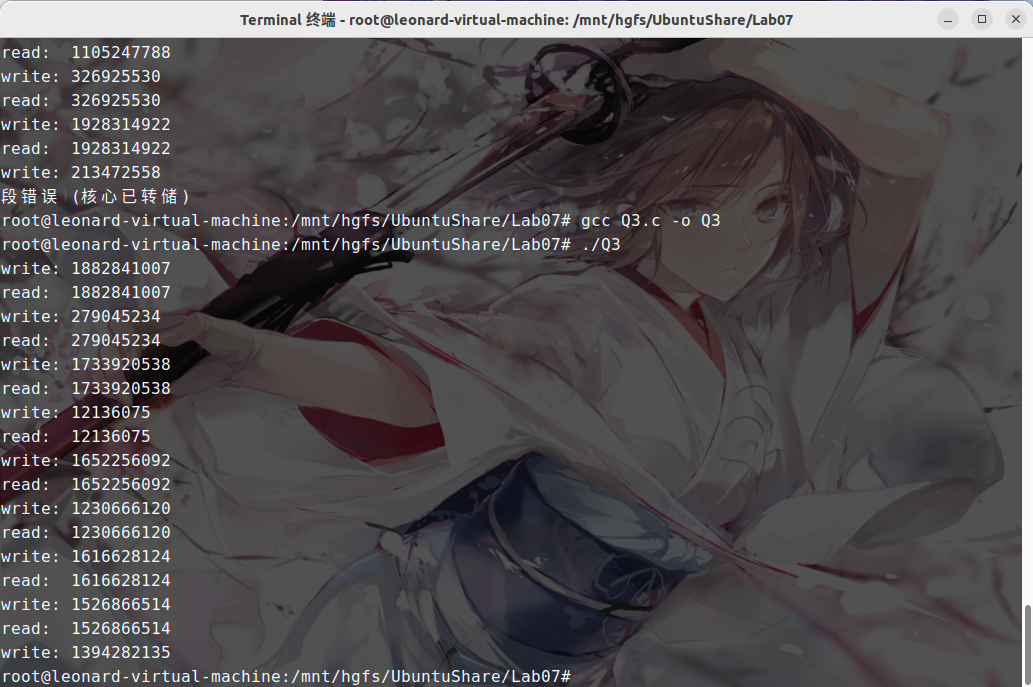 Terminal 终端 - root@leonard-virtual-machine: /mnt/hgfs/UbuntuShare/Lab07
read:  1105247788
write: 326925530
read:  326925530
write: 1928314922
read:  1928314922
write: 213472558
段错误 (核心已转储)
root@leonard-virtual-machine:/mnt/hgfs/UbuntuShare/Lab07# gcc Q3.c -o Q3
root@leonard-virtual-machine:/mnt/hgfs/UbuntuShare/Lab07# ./Q3
write: 1882841007
read:  1882841007
write: 279045234
read:  279045234
write: 1733920538
read:  1733920538
write: 12136075
read:  12136075
write: 1652256092
read:  1652256092
write: 1230666120
read:  1230666120
write: 1616628124
read:  1616628124
write: 1526866514
read:  1526866514
write: 1394282135
root@leonard-virtual-machine:/mnt/hgfs/UbuntuShare/Lab07#